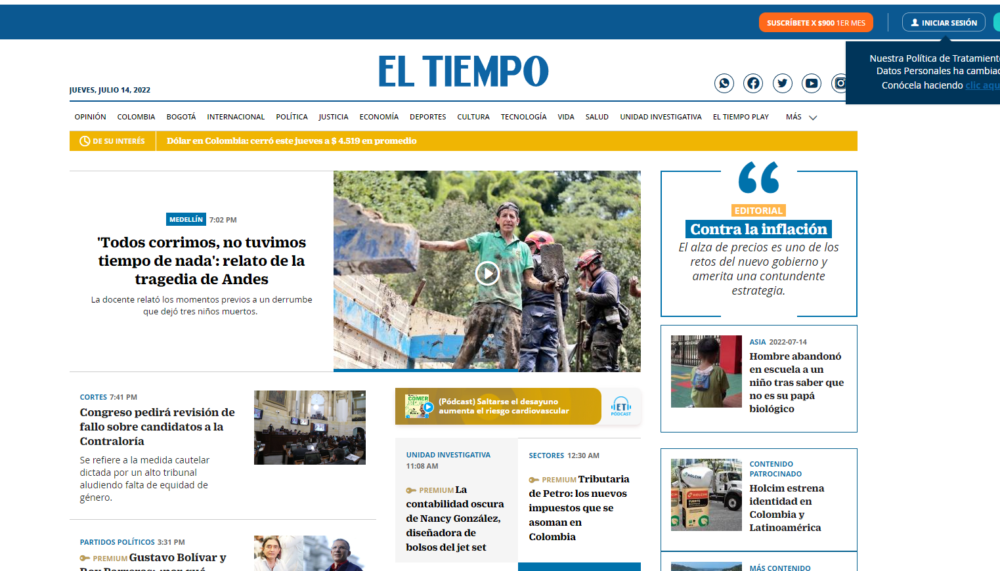 SUSCRÍBETE X $900 1ER MES
INICIAR SESIÓN
Nuestra Política de Tratamiento
Datos Personales ha cambiad
Conócela haciendo clic aqu
EL TIEMPO
JUEVES, JULIO 14, 2022
OPINIÓN COLOMBIA BOGOTÁ INTERNACIONAL POLÍTICA JUSTICIA ECONOMÍA DEPORTES CULTURA TECNOLOGÍA VIDA SALUD UNIDAD INVESTIGATIVA EL TIEMPO PLAY MÁS
DE SU INTERÉS Dólar en Colombia: cerró este jueves a $ 4.519 en promedio
MEDELLÍN 7:02 PM
'Todos corrimos, no tuvimos
tiempo de nada': relato de la
tragedia de Andes
La docente relató los momentos previos a un derrumbe
que dejó tres niños muertos.
EDITORIAL
Contra la inflación
El alza de precios es uno de los
retos del nuevo gobierno y
amerita una contundente
estrategia.
ASIA 2022-07-14
Hombre abandonó
en escuela a un
niño tras saber que
no es su papá
biológico
CORTES 7:41 PM
Congreso pedirá revisión de
fallo sobre candidatos a la
Contraloría
Se refiere a la medida cautelar
dictada por un alto tribunal
aludiendo falta de equidad de
género.
COMER
(Pódcast) Saltarse el desayuno
aumenta el riesgo cardiovascular
ET
PÓDCAST
UNIDAD INVESTIGATIVA
11:08 AM
PREMIUM La
contabilidad oscura
de Nancy González,
diseñadora de
bolsos del jet set
SECTORES 12:30 AM
PREMIUM Tributaria
de Petro: los nuevos
impuestos que se
asoman en
Colombia
HOLCIM
HOLCIM
FUERTE
CONTENIDO
PATROCINADO
Holcim estrena
identidad en
Colombia y
Latinoamérica
PARTIDOS POLÍTICOS 3:31 PM
PREMIUM Gustavo Bolívar y
Roy Barreras: ¿por qué
MÁS CONTENIDO